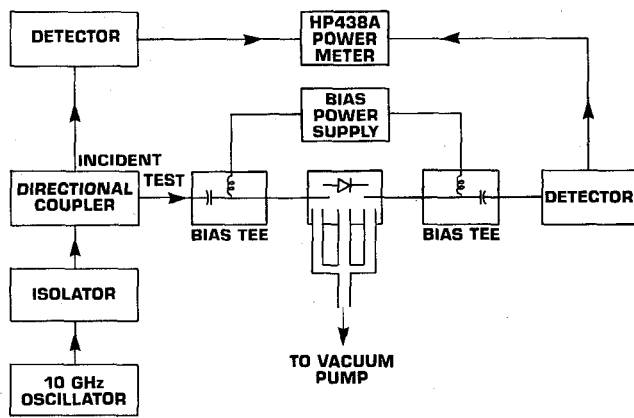 DETECTOR
HP438A
POWER
METER
BIAS
POWER
SUPPLY
INCIDENT
TEST
DIRECTIONAL
COUPLER
BIAS TEE
BIAS TEE
DETECTOR
ISOLATOR
10 GHz
OSCILLATOR
TO VACUUM
PUMP